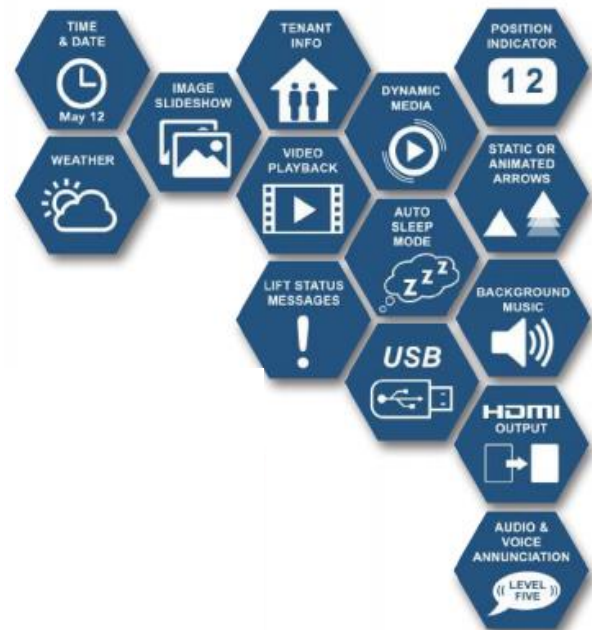 TIME
& DATE
May 12
IMAGE
SLIDESHOW
TENANT
INFO
DYNAMIC
MEDIA
POSITION
INDICATOR
12
WEATHER
VIDEO
PLAYBACK
STATIC OR
ANIMATED
ARROWS
AUTO
SLEEP
MODE
zzz
LIFT STATUS
MESSAGES
!
BACKGROUND
MUSIC
USB
HDMI
OUTPUT
AUDIO &
VOICE
ANNUNCIATION
(( LEVEL ))
FIVE